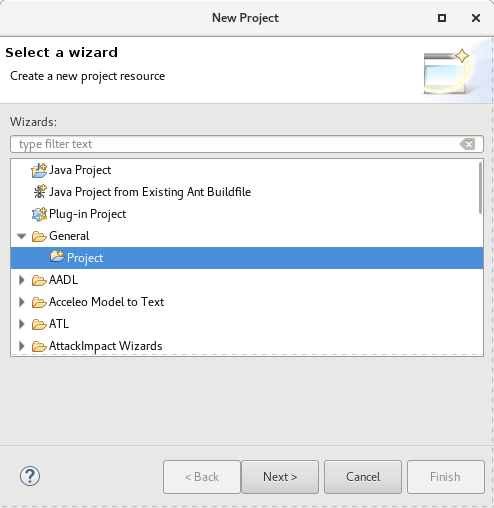 New Project
Select a wizard
Create a new project resource
Wizards:
type filter text
Java Project
Java Project from Existing Ant Buildfile
Plug-in Project
General
Project
AADL
Acceleo Model to Text
ATL
AttackImpact Wizards
? < Back Next > Cancel Finish